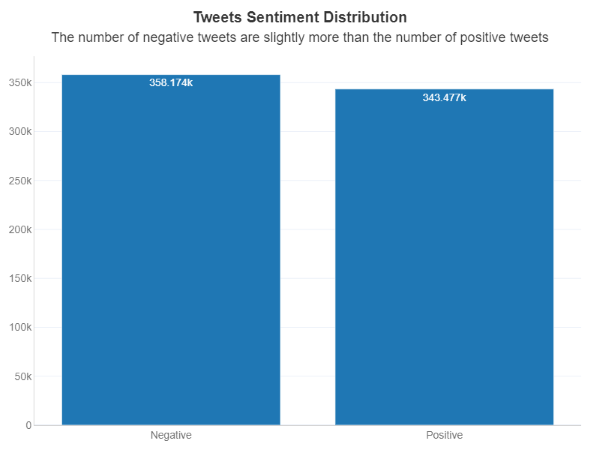 Tweets Sentiment Distribution
The number of negative tweets are slightly more than the number of positive tweets
350k
300k
250k
200k
150k
100k
50k
0
358.174k
343.477k
Negative
Positive